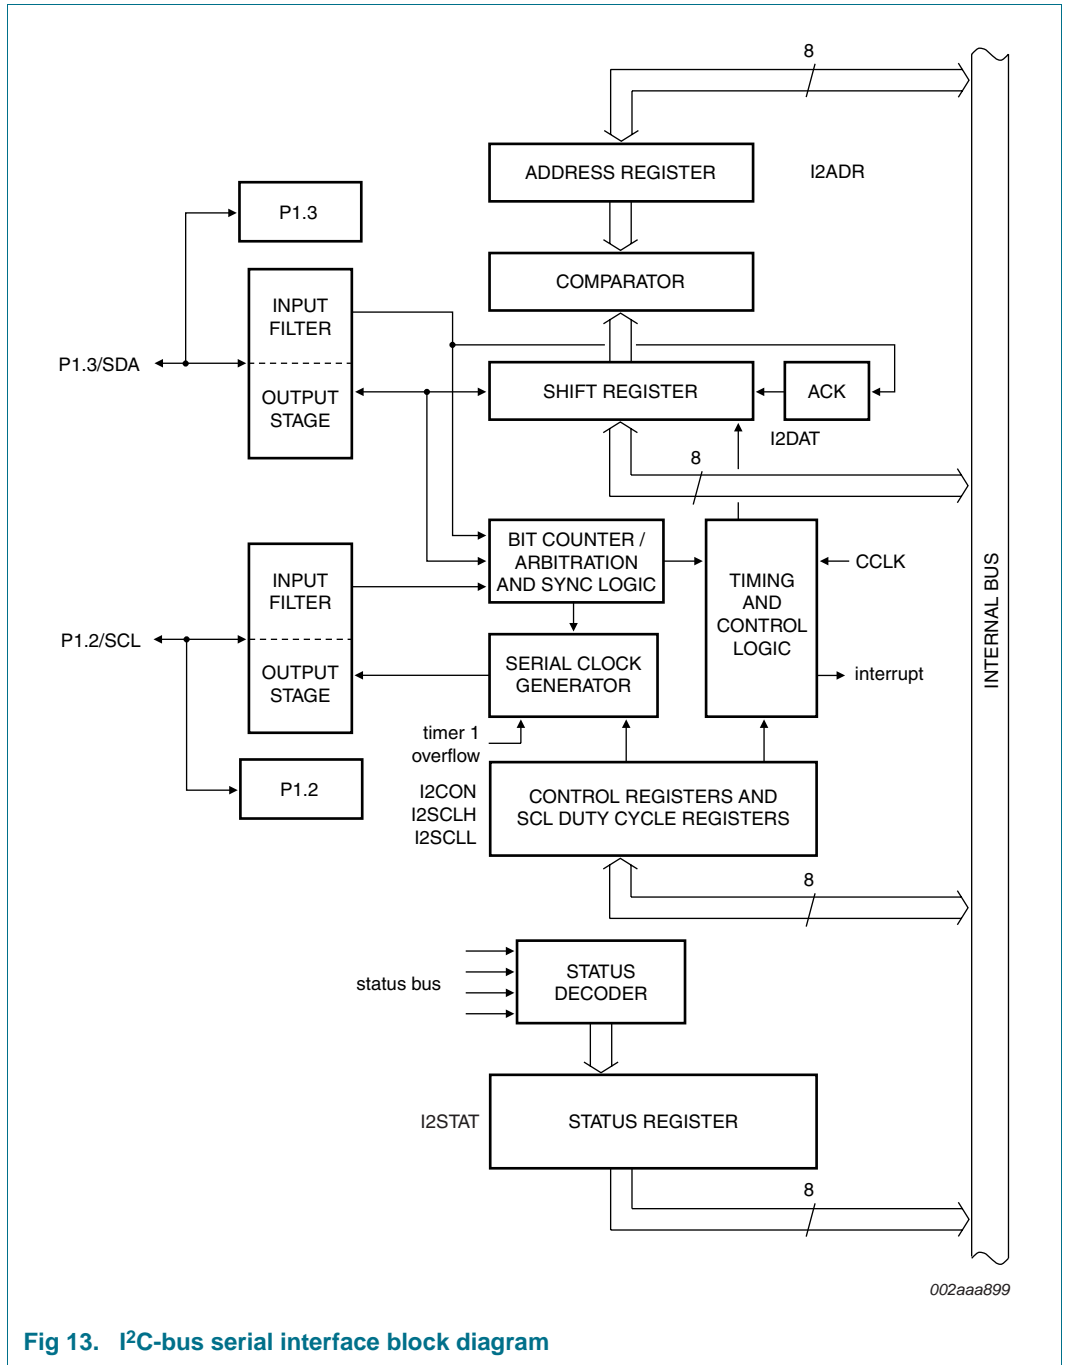 8
ADDRESS REGISTER
I2ADR
P1.3
COMPARATOR
INPUT
FILTER
P1.3/SDA
OUTPUT
STAGE
SHIFT REGISTER
ACK
I2DAT
8
BIT COUNTER /
ARBITRATION
AND SYNC LOGIC
INPUT
FILTER
TIMING
AND
CONTROL
LOGIC
CCLK
INTERNAL BUS
P1.2/SCL
OUTPUT
STAGE
SERIAL CLOCK
GENERATOR
interrupt
timer 1
overflow
P1.2
I2CON
I2SCLH
I2SCLL
CONTROL REGISTERS AND
SCL DUTY CYCLE REGISTERS
8
status bus
STATUS
DECODER
I2STAT
STATUS REGISTER
8
002aaa899
Fig 13. I²C-bus serial interface block diagram